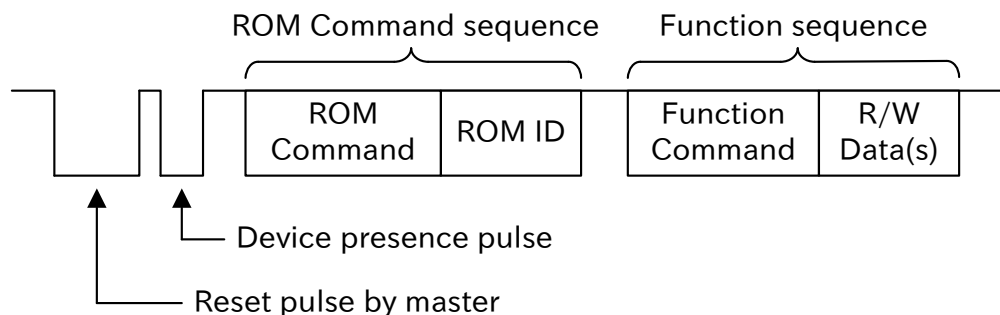 ROM Command sequence
Function sequence
ROM
Command
ROM ID
Function
Command
R/W
Data(s)
Device presence pulse
Reset pulse by master